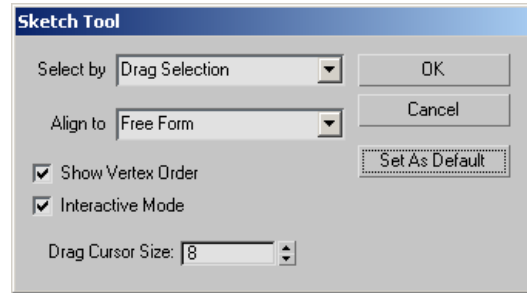 Sketch Tool
Select by Drag Selection
OK
Align to Free Form
Cancel
Set As Default
Show Vertex Order
Interactive Mode
Drag Cursor Size: 8